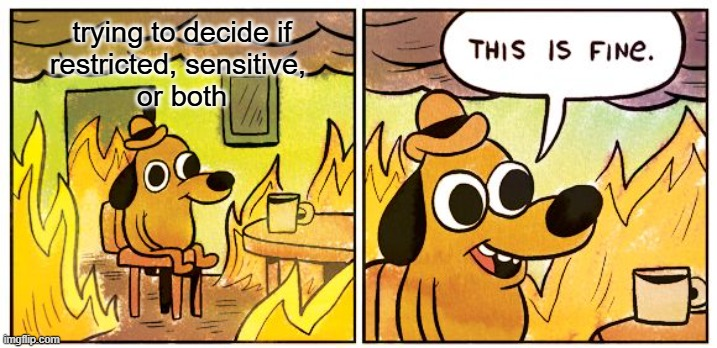 trying to decide if
restricted, sensitive,
or both
THIS IS FINE.
imgflip.com